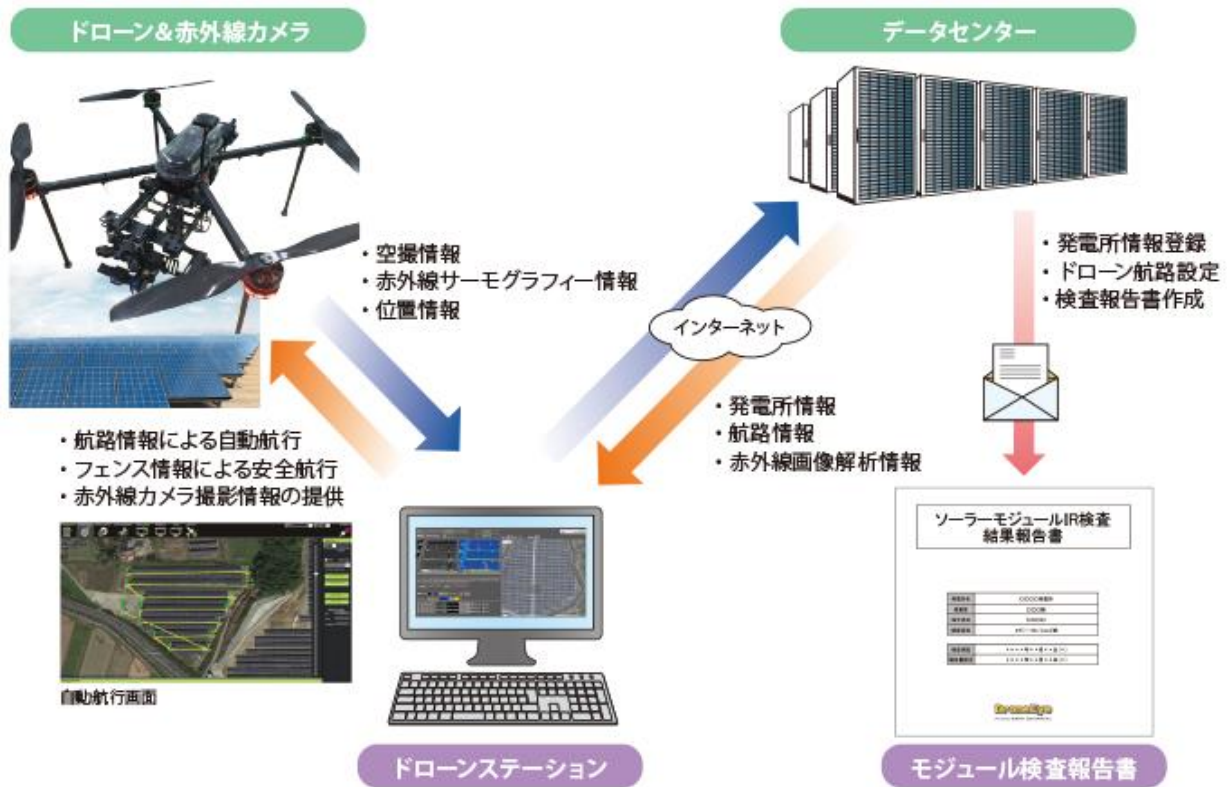 ドローン&赤外線カメラ
データセンター
・空撮情報
・赤外線サーモグラフィー情報
・位置情報
インターネット
・発電所情報登録
・ドローン航路設定
・検査報告書作成
・発電所情報
・航路情報
・赤外線画像解析情報
・航路情報による自動航行
・フェンス情報による安全航行
・赤外線カメラ撮影情報の提供
自動航行画面
ソーラーモジュールIR検査
結果報告書
DroneEye
ドローンステーション
モジュール検査報告書